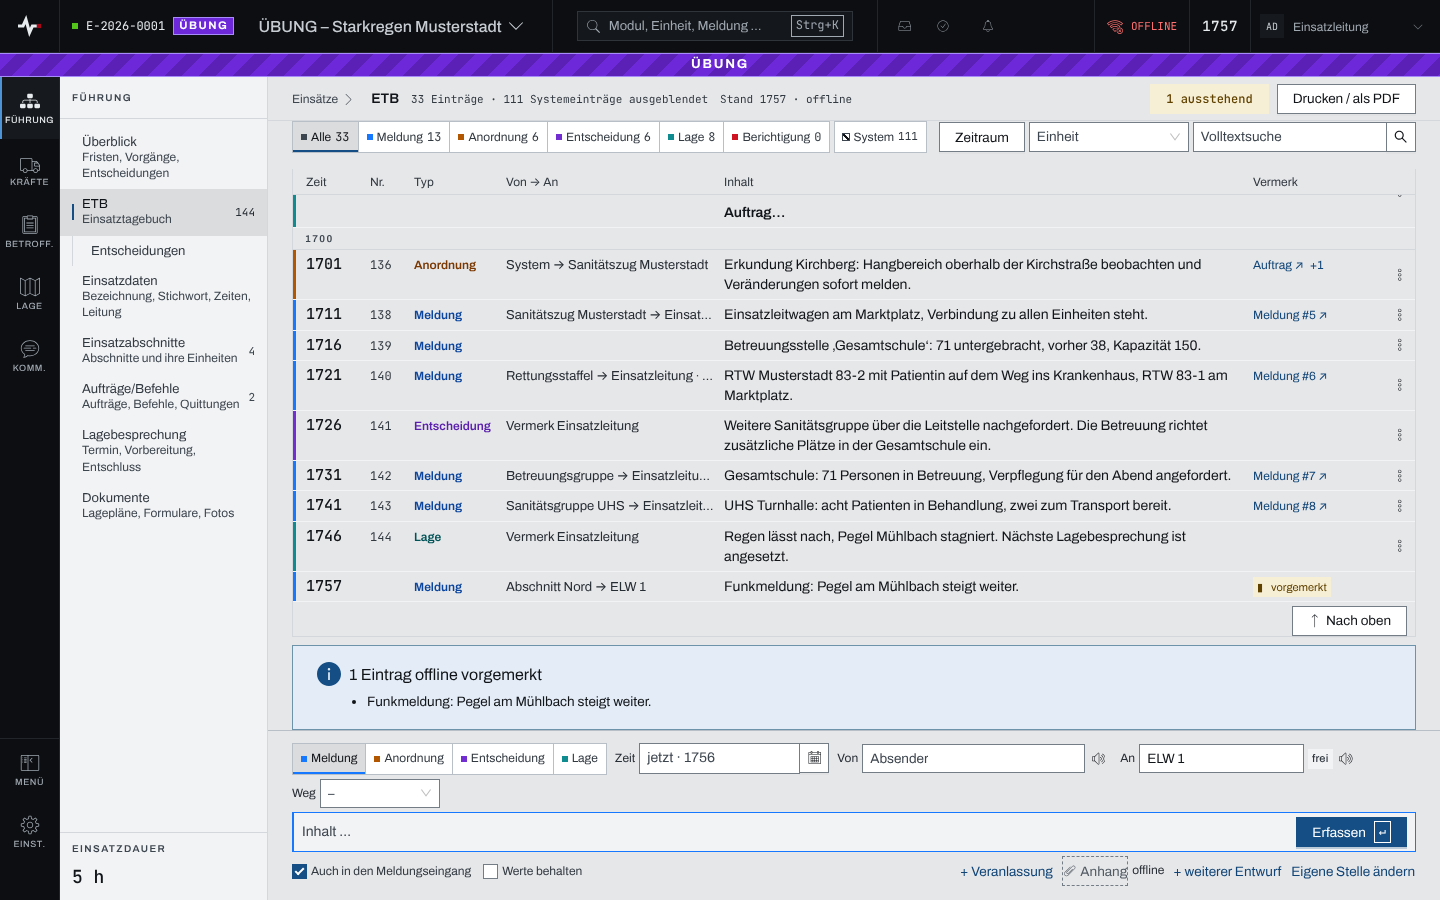 E-2026-0001 ÜBUNG ÜBUNG – Starkregen Musterstadt Modul, Einheit, Meldung ... Strg+K OFFLINE 1757 AD Einsatzleitung
ÜBUNG
FÜHRUNG
KRÄFTE
BETROFF.
LAGE
KOMM.
MENÜ
EINST.
FÜHRUNG
Überblick
Fristen, Vorgänge,
Entscheidungen
ETB
Einsatztagebuch 144
Entscheidungen
Einsatzdaten
Bezeichnung, Stichwort, Zeiten,
Leitung
Einsatzabschnitte
Abschnitte und ihre Einheiten 4
Aufträge/Befehle
Aufträge, Befehle, Quittungen 2
Lagebesprechung
Termin, Vorbereitung,
Entschluss
Dokumente
Lagepläne, Formulare, Fotos
EINSATZDAUER
5 h
Einsätze ETB 33 Einträge · 111 Systemeinträge ausgeblendet Stand 1757 · offline 1 ausstehend Drucken / als PDF
Alle 33 Meldung 13 Anordnung 6 Entscheidung 6 Lage 8 Berichtigung 0 System 111 Zeitraum Einheit Volltextsuche
Zeit Nr. Typ Von → An Inhalt Vermerk
Auftrag...
1700
1701 136 Anordnung System → Sanitätszug Musterstadt Erkundung Kirchberg: Hangbereich oberhalb der Kirchstraße beobachten und Auftrag ↗ +1
Veränderungen sofort melden.
1711 138 Meldung Sanitätszug Musterstadt → Einsat... Einsatzleitwagen am Marktplatz, Verbindung zu allen Einheiten steht. Meldung #5 ↗
1716 139 Meldung Betreuungsstelle ‚Gesamtschule‘: 71 untergebracht, vorher 38, Kapazität 150.
1721 140 Meldung Rettungsstaffel → Einsatzleitung · ... RTW Musterstadt 83-2 mit Patientin auf dem Weg ins Krankenhaus, RTW 83-1 am Meldung #6 ↗
Marktplatz.
1726 141 Entscheidung Vermerk Einsatzleitung Weitere Sanitätsgruppe über die Leitstelle nachgefordert. Die Betreuung richtet
zusätzliche Plätze in der Gesamtschule ein.
1731 142 Meldung Betreuungsgruppe → Einsatzleitu... Gesamtschule: 71 Personen in Betreuung, Verpflegung für den Abend angefordert. Meldung #7 ↗
1741 143 Meldung Sanitätsgruppe UHS → Einsatzleit... UHS Turnhalle: acht Patienten in Behandlung, zwei zum Transport bereit. Meldung #8 ↗
1746 144 Lage Vermerk Einsatzleitung Regen lässt nach, Pegel Mühlbach stagniert. Nächste Lagebesprechung ist
angesetzt.
1757 Meldung Abschnitt Nord → ELW 1 Funkmeldung: Pegel am Mühlbach steigt weiter. vorgemerkt
↑ Nach oben
1 Eintrag offline vorgemerkt
• Funkmeldung: Pegel am Mühlbach steigt weiter.
Meldung Anordnung Entscheidung Lage Zeit jetzt · 1756 Von Absender An ELW 1 frei
Weg –
Inhalt ... Erfassen ↵
Auch in den Meldungseingang Werte behalten + Veranlassung Anhang offline + weiterer Entwurf Eigene Stelle ändern